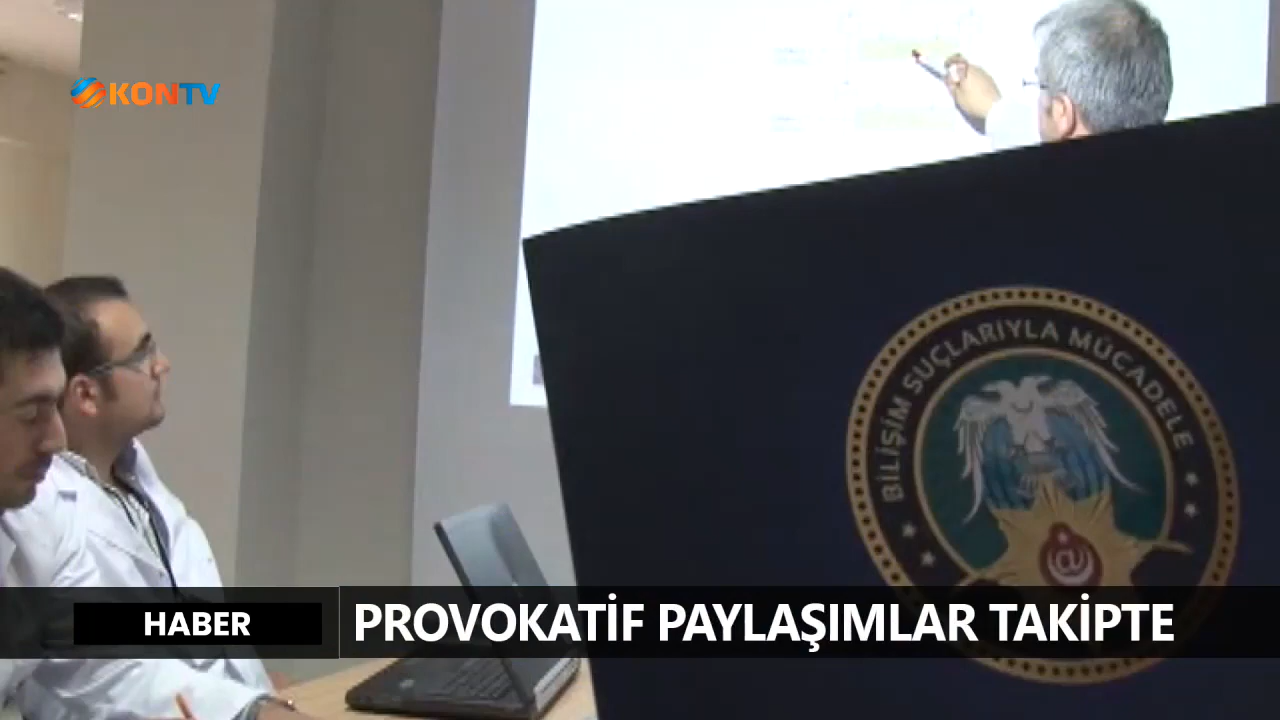 KONTV
BİLİŞİM SUÇLARIYLA MÜCADELE
@
HABER
PROVOKATİF PAYLAŞIMLAR TAKİPTE